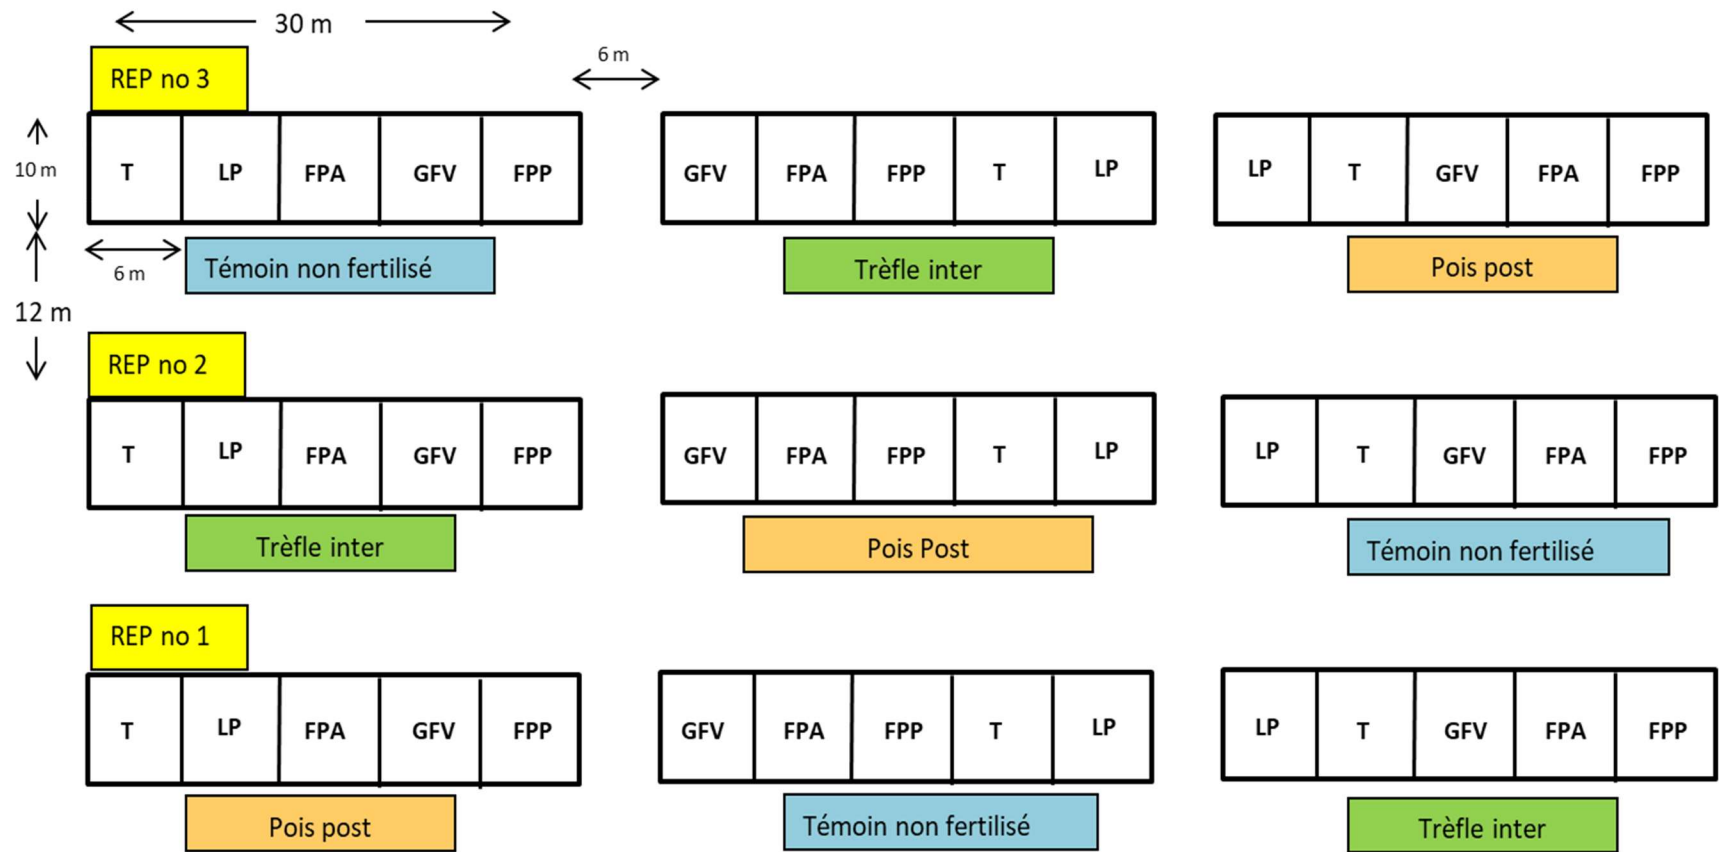 30 m
6 m
REP no 3
10 m
T LP FPA GFV FPP
GFV FPA FPP T LP
LP T GFV FPA FPP
6 m
Témoin non fertilisé
Trèfle inter
Pois post
12 m
REP no 2
T LP FPA GFV FPP
GFV FPA FPP T LP
LP T GFV FPA FPP
Trèfle inter
Pois Post
Témoin non fertilisé
REP no 1
T LP FPA GFV FPP
GFV FPA FPP T LP
LP T GFV FPA FPP
Pois post
Témoin non fertilisé
Trèfle inter